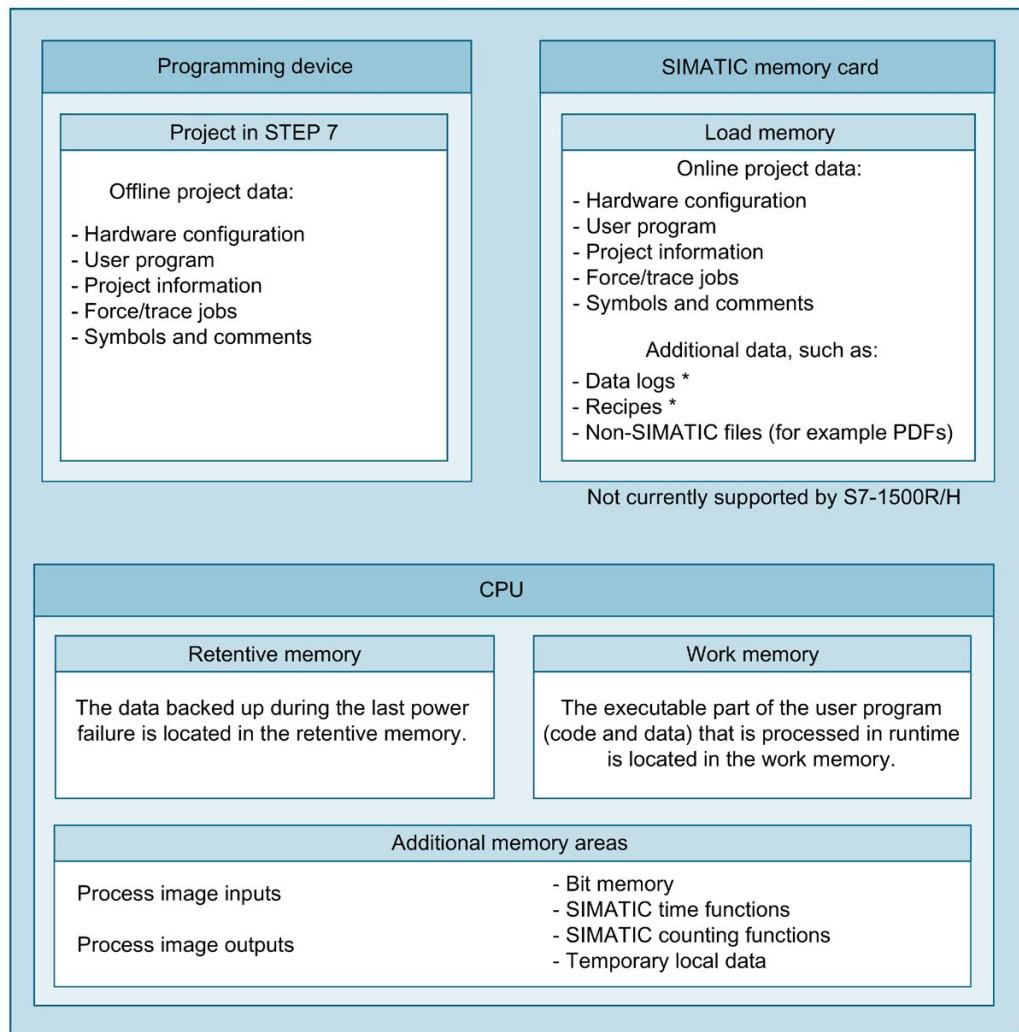 Programming device
Project in STEP 7
Offline project data:
- Hardware configuration
- User program
- Project information
- Force/trace jobs
- Symbols and comments
SIMATIC memory card
Load memory
Online project data:
- Hardware configuration
- User program
- Project information
- Force/trace jobs
- Symbols and comments
Additional data, such as:
- Data logs *
- Recipes *
- Non-SIMATIC files (for example PDFs)
Not currently supported by S7-1500R/H
CPU
Retentive memory
The data backed up during the last power
failure is located in the retentive memory.
Work memory
The executable part of the user program
(code and data) that is processed in runtime
is located in the work memory.
Additional memory areas
Process image inputs
Process image outputs
- Bit memory
- SIMATIC time functions
- SIMATIC counting functions
- Temporary local data